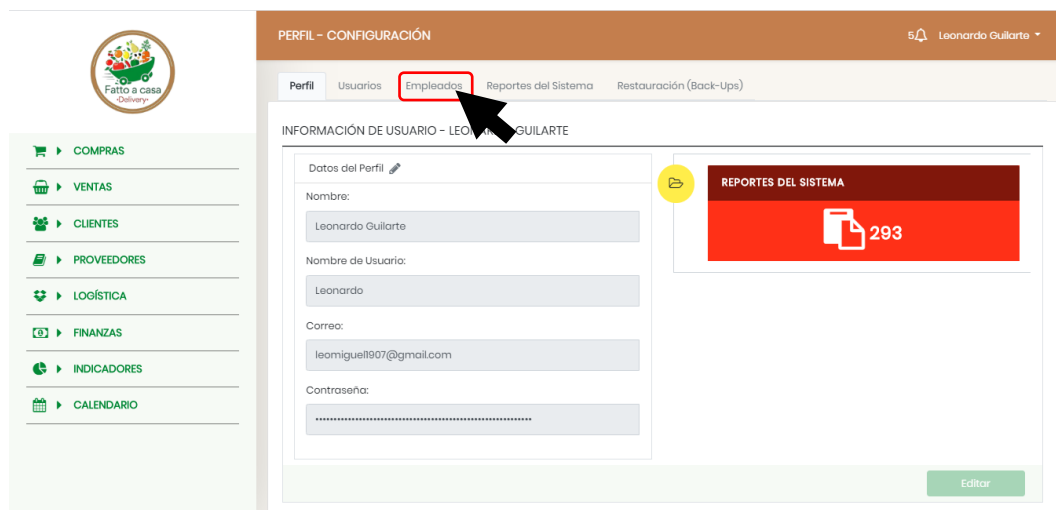 Fatto a casa
·Delivery·
COMPRAS
VENTAS
CLIENTES
PROVEEDORES
LOGÍSTICA
FINANZAS
INDICADORES
CALENDARIO
PERFIL - CONFIGURACIÓN
5 Leonardo Guilarte
Perfil Usuarios Empleados Reportes del Sistema Restauración (Back-Ups)
INFORMACIÓN DE USUARIO - GUILARTE
Datos del Perfil
Nombre:
Leonardo Guilarte
Nombre de Usuario:
Leonardo
Correo:
leomiguel1907@gmail.com
Contraseña:
REPORTES DEL SISTEMA
293
Editar